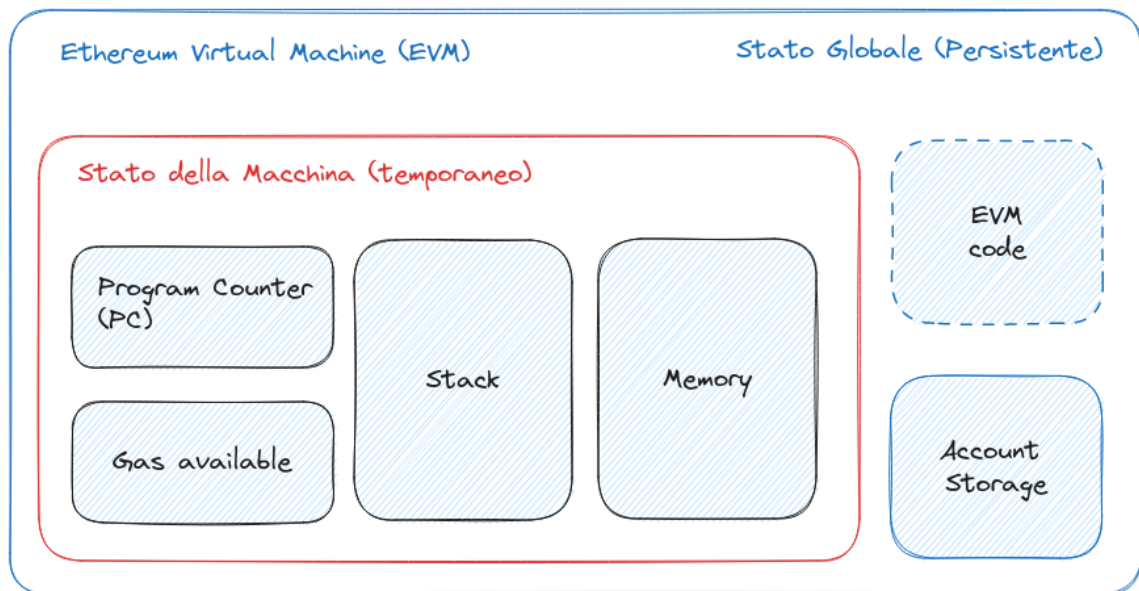 Ethereum Virtual Machine (EVM)
Stato Globale (Persistente)
Stato della Macchina (temporaneo)
Program Counter
(PC)
Gas available
Stack
Memory
EVM
code
Account
Storage